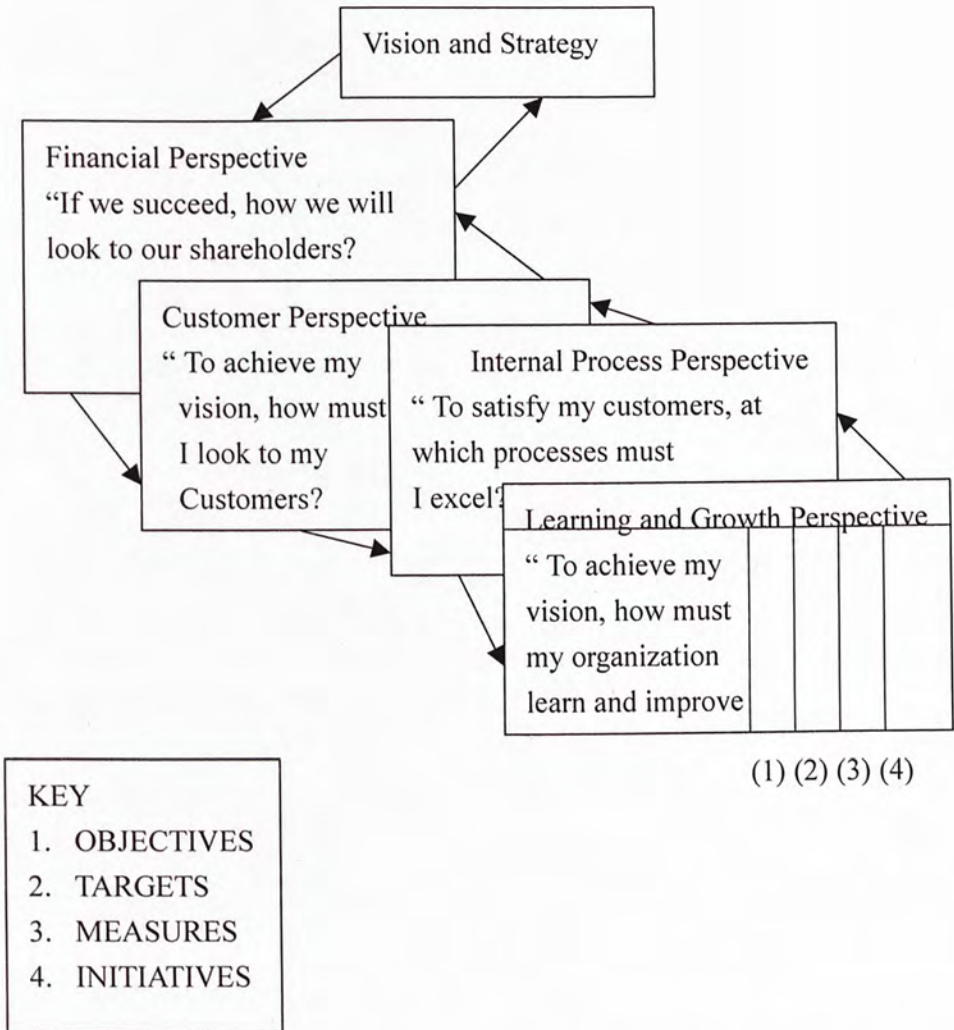 Vision and Strategy
Financial Perspective
“If we succeed, how we will
look to our shareholders?
Customer Perspective
“ To achieve my
vision, how must
I look to my
Customers?
Internal Process Perspective
“ To satisfy my customers, at
which processes must
I excel?
Learning and Growth Perspective
“ To achieve my
vision, how must
my organization
learn and improve
(1) (2) (3) (4)
KEY
1. OBJECTIVES
2. TARGETS
3. MEASURES
4. INITIATIVES